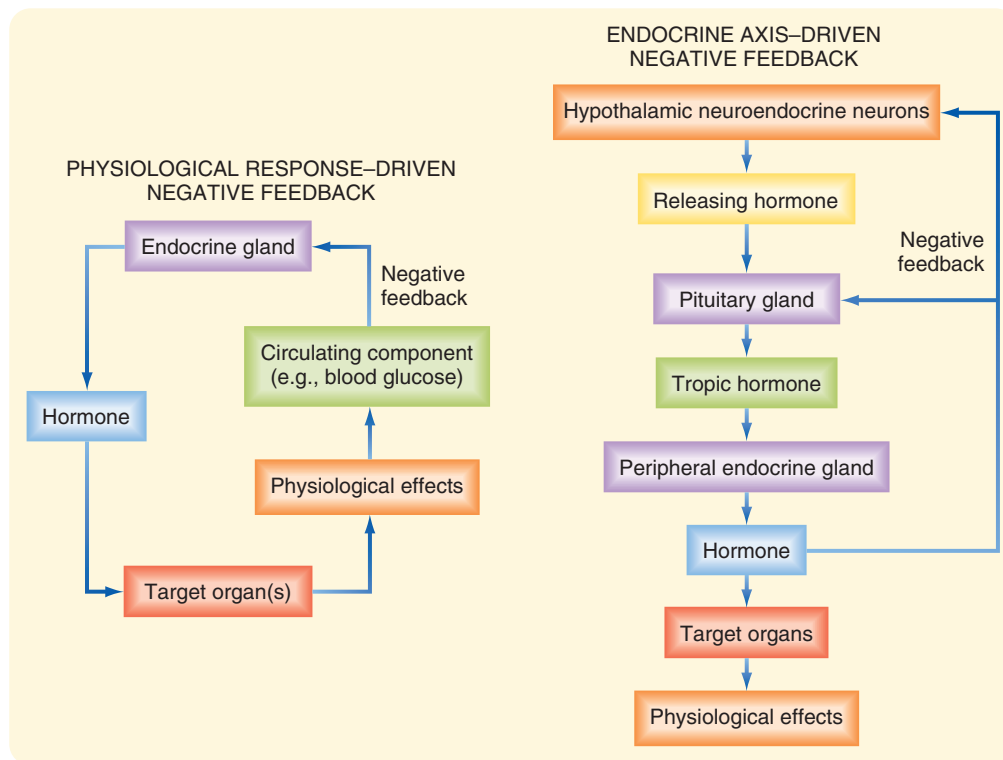 PHYSIOLOGICAL RESPONSE–DRIVEN
NEGATIVE FEEDBACK
Endocrine gland
Negative
feedback
Circulating component
(e.g., blood glucose)
Hormone
Physiological effects
Target organ(s)
ENDOCRINE AXIS–DRIVEN
NEGATIVE FEEDBACK
Hypothalamic neuroendocrine neurons
Releasing hormone
Negative
feedback
Pituitary gland
Tropic hormone
Peripheral endocrine gland
Hormone
Target organs
Physiological effects